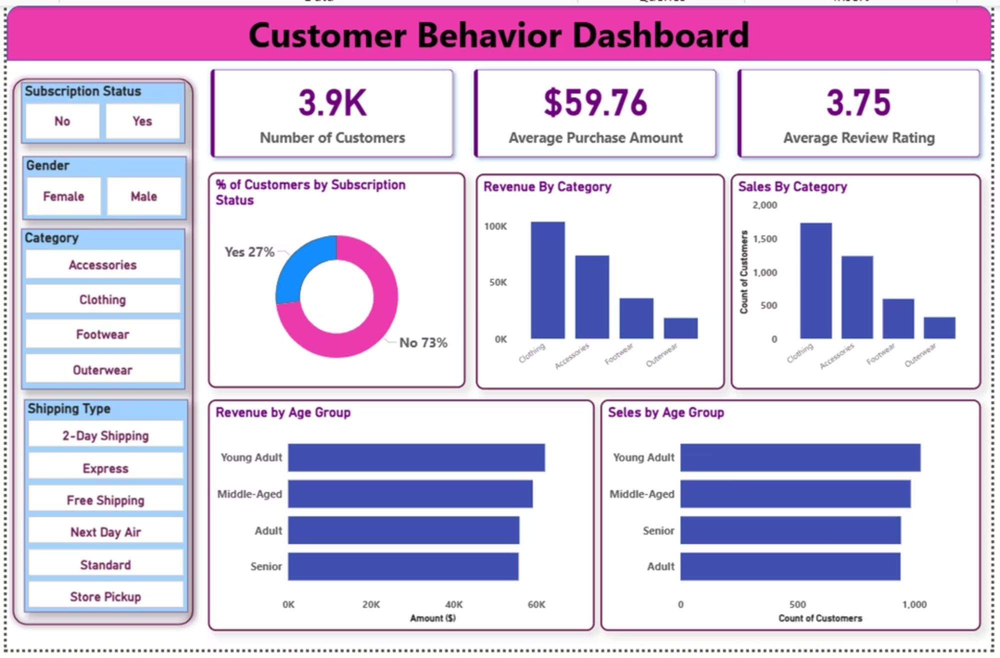 Customer Behavior Dashboard
Subscription Status
No
Yes
Gender
Female
Male
Category
Accessories
Clothing
Footwear
Outerwear
Shipping Type
2-Day Shipping
Express
Free Shipping
Next Day Air
Standard
Store Pickup
3.9K
Number of Customers
$59.76
Average Purchase Amount
3.75
Average Review Rating
% of Customers by Subscription
Status
Yes 27%
No 73%
Revenue By Category
100K
50K
0K
Clothing
Accessories
Footwear
Outerwear
Sales By Category
Count of Customers
2,000
1,500
1,000
500
0
Clothing
Accessories
Footwear
Outerwear
Revenue by Age Group
Young Adult
Middle-Aged
Adult
Senior
0K
20K
40K
60K
Amount ($)
Seles by Age Group
Young Adult
Middle-Aged
Senior
Adult
0
500
1,000
Count of Customers